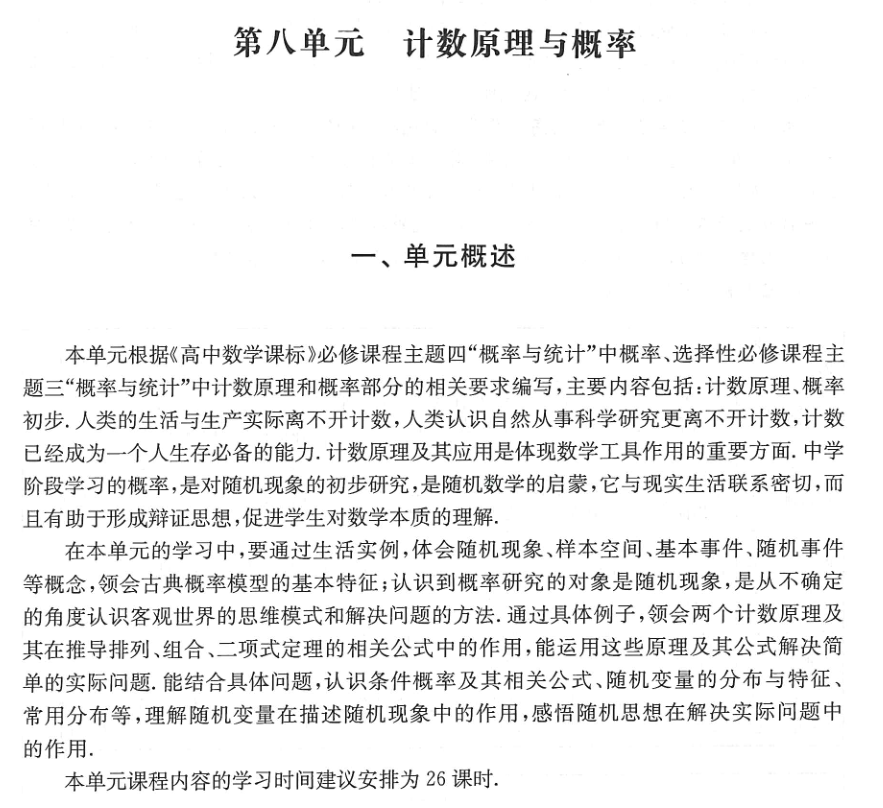 第八单元 计数原理与概率
一、单元概述
本单元根据《高中数学课标》必修课程主题四“概率与统计”中概率、选择性必修课程主
题三“概率与统计”中计数原理和概率部分的相关要求编写,主要内容包括:计数原理、概率
初步.人类的生活与生产实际离不开计数,人类认识自然从事科学研究更离不开计数,计数
已经成为一个人生存必备的能力.计数原理及其应用是体现数学工具作用的重要方面.中学
阶段学习的概率,是对随机现象的初步研究,是随机数学的启蒙,它与现实生活联系密切,而
且有助于形成辩证思想,促进学生对数学本质的理解.
在本单元的学习中,要通过生活实例,体会随机现象、样本空间、基本事件、随机事件
等概念,领会古典概率模型的基本特征;认识到概率研究的对象是随机现象,是从不确定
的角度认识客观世界的思维模式和解决问题的方法.通过具体例子,领会两个计数原理及
其在推导排列、组合、二项式定理的相关公式中的作用,能运用这些原理及其公式解决简
单的实际问题.能结合具体问题,认识条件概率及其相关公式、随机变量的分布与特征、
常用分布等,理解随机变量在描述随机现象中的作用,感悟随机思想在解决实际问题中
的作用.
本单元课程内容的学习时间建议安排为 26 课时.